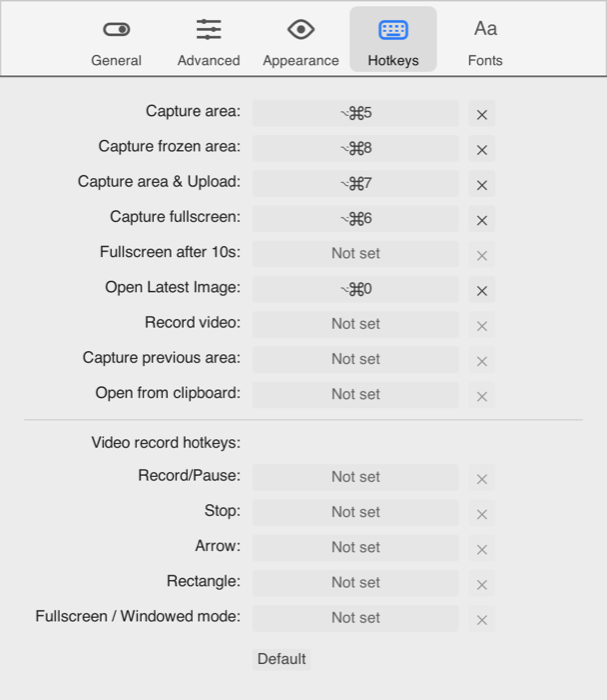 General Advanced Appearance Hotkeys Aa Fonts
Capture area: ⌥⌘5 ×
Capture frozen area: ⌥⌘8 ×
Capture area & Upload: ⌥⌘7 ×
Capture fullscreen: ⌥⌘6 ×
Fullscreen after 10s: Not set ×
Open Latest Image: ⌥⌘0 ×
Record video: Not set ×
Capture previous area: Not set ×
Open from clipboard: Not set ×
Video record hotkeys:
Record/Pause: Not set ×
Stop: Not set ×
Arrow: Not set ×
Rectangle: Not set ×
Fullscreen / Windowed mode: Not set ×
Default